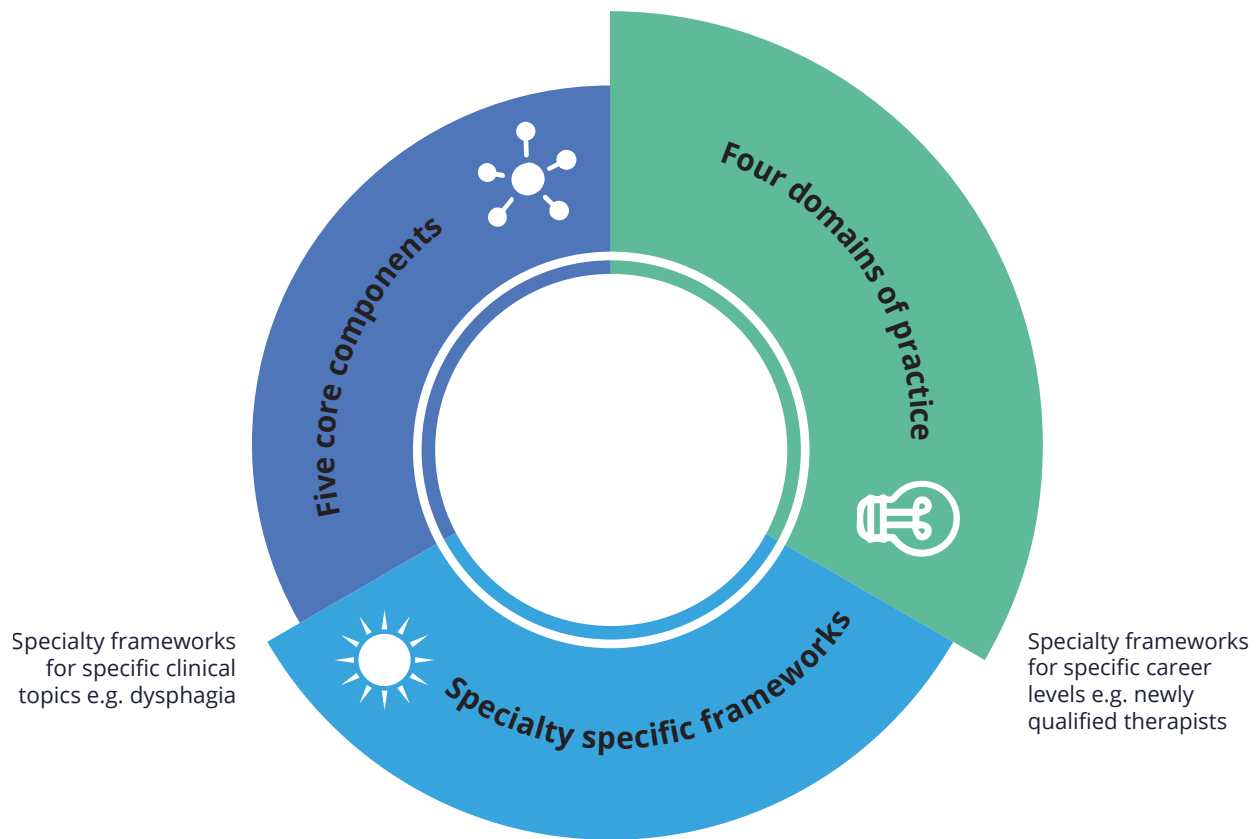 Five core components
Four domains of practice
Specialty specific frameworks
Specialty frameworks
for specific clinical
topics e.g. dysphagia
Specialty frameworks
for specific career
levels e.g. newly
qualified therapists